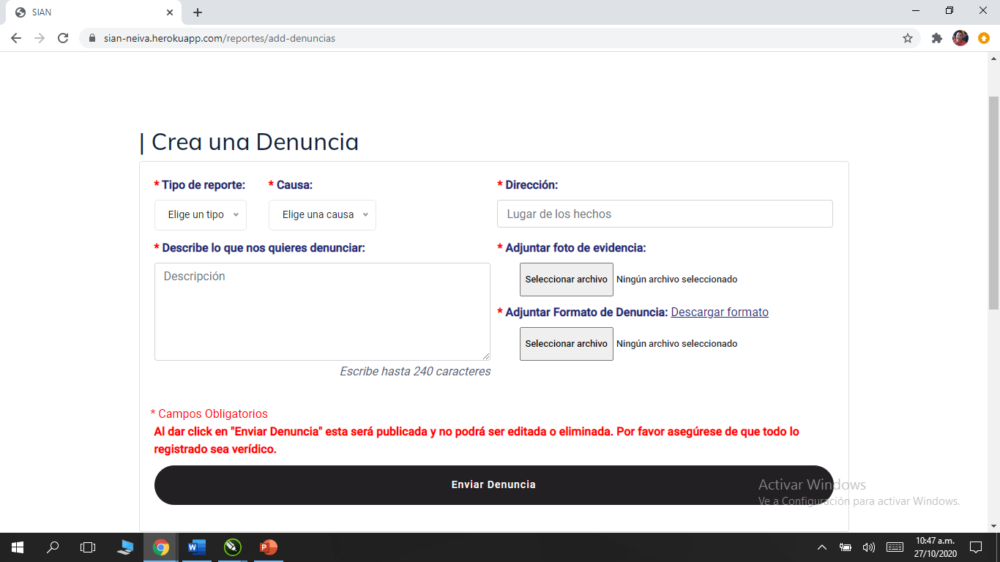 SIAN
sian-neiva.herokuapp.com/reportes/add-denuncias
| Crea una Denuncia
* Tipo de reporte: * Causa: * Dirección:
Elige un tipo Elige una causa Lugar de los hechos
* Describe lo que nos quieres denunciar: * Adjuntar foto de evidencia:
Descripción
Seleccionar archivo Ningún archivo seleccionado
* Adjuntar Formato de Denuncia: Descargar formato
Seleccionar archivo Ningún archivo seleccionado
Escribe hasta 240 caracteres
* Campos Obligatorios
Al dar click en "Enviar Denuncia" esta será publicada y no podrá ser editada o eliminada. Por favor asegúrese de que todo lo
registrado sea verídico.
Enviar Denuncia
Activar Windows
Ve a Configuración para activar Windows.
10:47 a.m.
27/10/2020